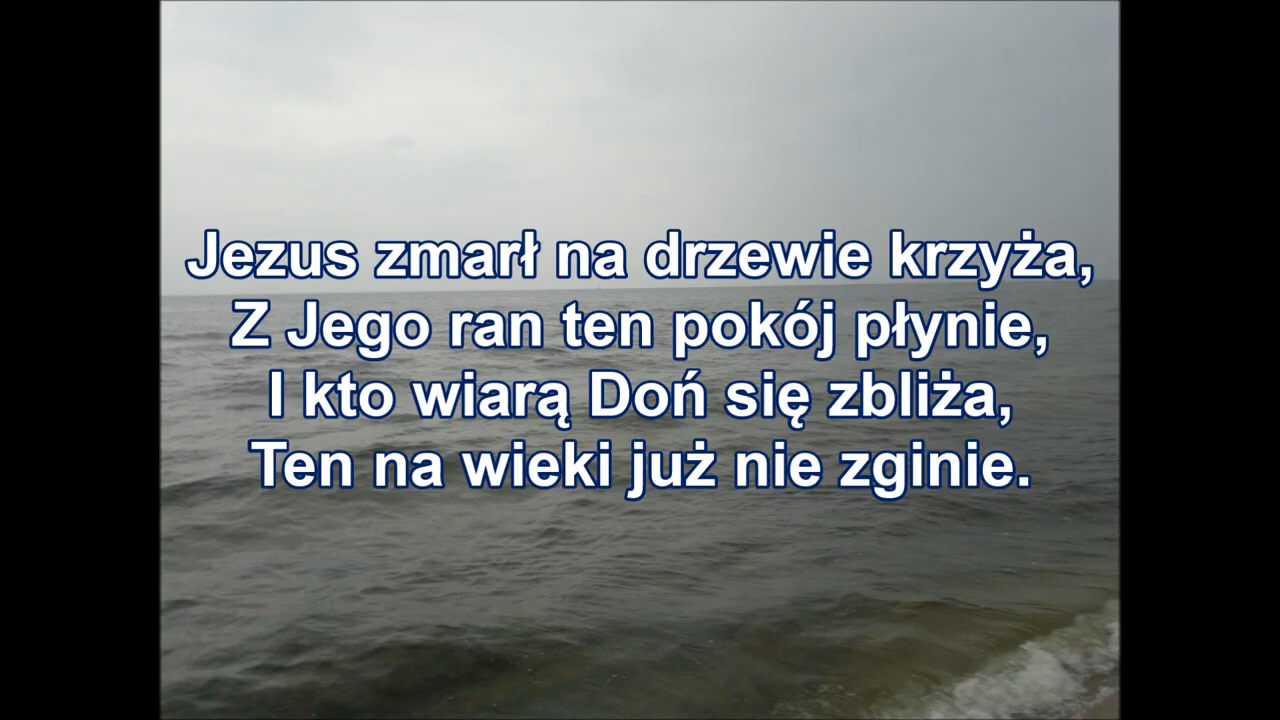 Jezus zmarł na drzewie krzyża,
Z Jego ran ten pokój płynie,
I kto wiarą Doń się zbliża,
Ten na wieki już nie zginie.